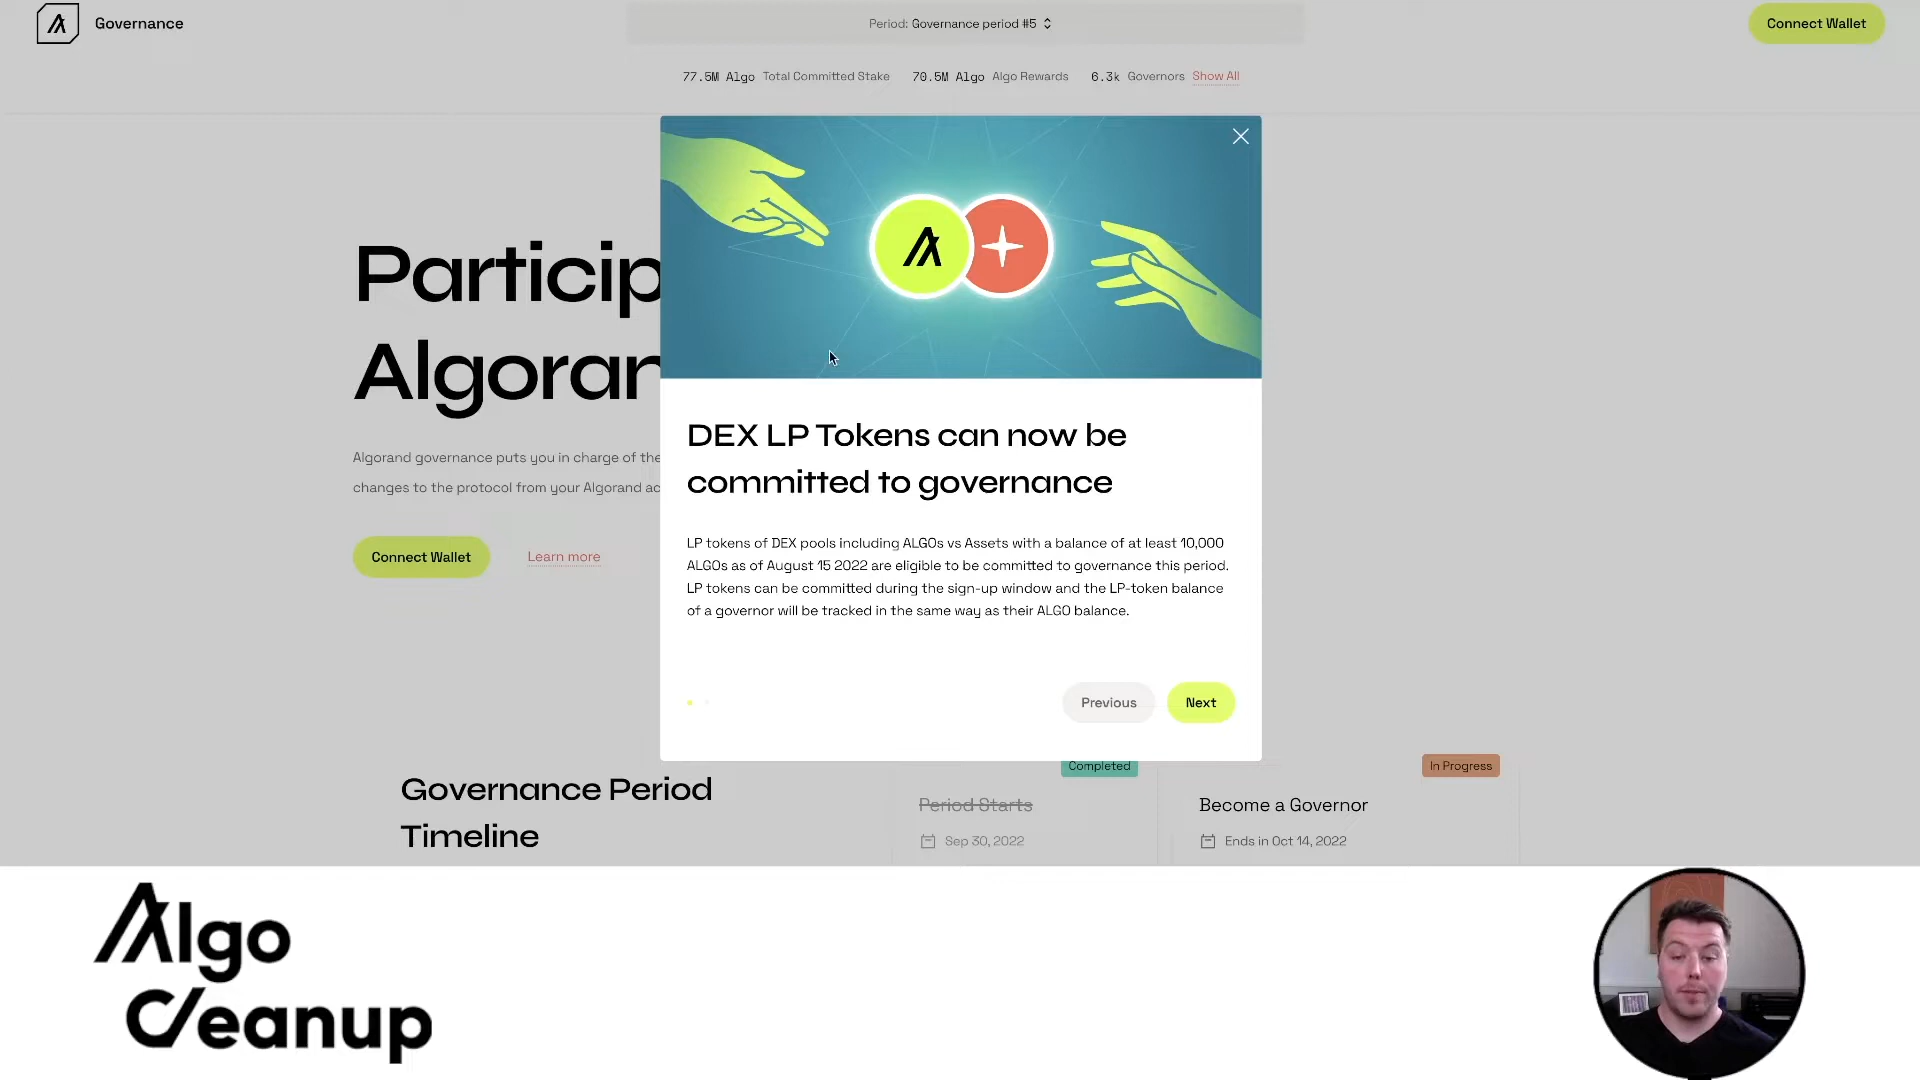 Governance
Period: Governance period #5
Connect Wallet
77.5M Algo Total Committed Stake 70.5M Algo Algo Rewards 6.3k Governors Show All
Particip
Algoran
Algorand governance puts you in charge of the
changes to the protocol from your Algorand ac
Connect Wallet
Learn more
DEX LP Tokens can now be
committed to governance
LP tokens of DEX pools including ALGOs vs Assets with a balance of at least 10,000
ALGOs as of August 15 2022 are eligible to be committed to governance this period.
LP tokens can be committed during the sign-up window and the LP-token balance
of a governor will be tracked in the same way as their ALGO balance.
Previous
Next
Governance Period
Timeline
Completed
Period Starts
Sep 30, 2022
In Progress
Become a Governor
Ends in Oct 14, 2022
Algo
Cleanup